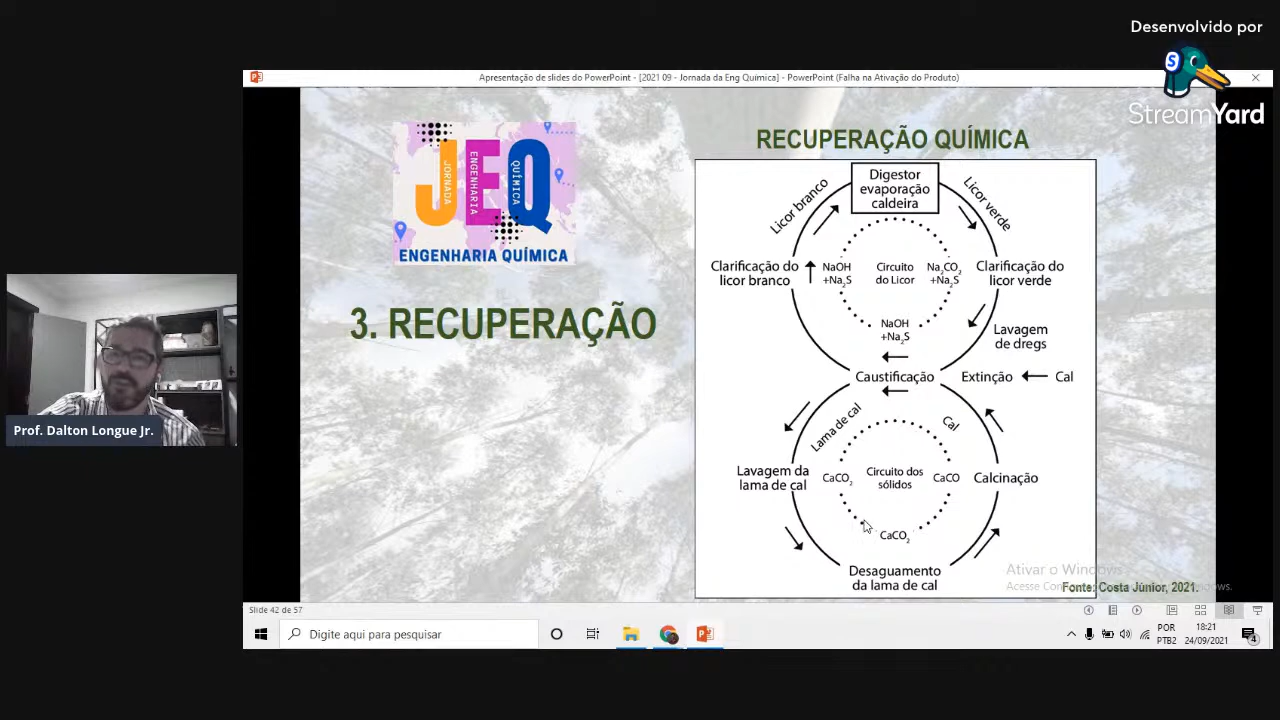 Desenvolvido por
StreamYard
Apresentação de slides do PowerPoint - [2021 09 - Jornada da Eng Química] - PowerPoint (Falha na Ativação do Produto)
JEQ
JORNADA
ENGENHARIA
QUÍMICA
ENGENHARIA QUÍMICA
3. RECUPERAÇÃO
RECUPERAÇÃO QUÍMICA
Digestor
evaporação
caldeira
Licor branco
Licor verde
Clarificação do
licor branco
NaOH
+Na₂S
Circuito
do Licor
Na₂CO₂
+Na₂S
Clarificação do
licor verde
NaOH
+Na₂S
Lavagem
de dregs
Caustificação
Extinção
Cal
Lama de cal
Cal
Lavagem da
lama de cal
CaCO₂
Circuito dos
sólidos
CaCO
Calcinação
CaCO₂
Desaguamento
da lama de cal
Ativar o Windows
Fonte: Costa Júnior, 2021.
Prof. Dalton Longue Jr.
Slide 42 de 57
Digite aqui para pesquisar
POR
PTB2
18:21
24/09/2021
4